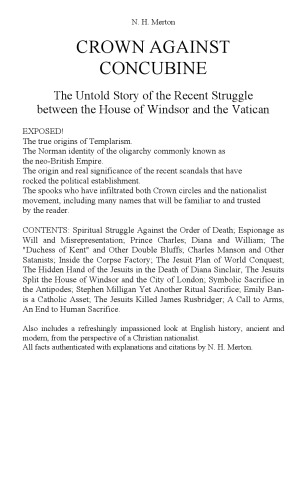 N. H. Merton
CROWN AGAINST
CONCUBINE
The Untold Story of the Recent Struggle
between the House of Windsor and the Vatican
EXPOSED!
The true origins of Templarism.
The Norman identity of the oligarchy commonly known as
the neo-British Empire.
The origin and real significance of the recent scandals that have
rocked the political establishment.
The spooks who have infiltrated both Crown circles and the nationalist
movement, including many names that will be familiar to and trusted
by the reader.
CONTENTS: Spiritual Struggle Against the Order of Death; Espionage as
Will and Misrepresentation; Prince Charles; Diana and William; The
"Duchess of Kent" and Other Double Bluffs; Charles Manson and Other
Satanists; Inside the Corpse Factory; The Jesuit Plan of World Conquest,
The Hidden Hand of the Jesuits in the Death of Diana Sinclair, The Jesuits
Split the House of Windsor and the City of London; Symbolic Sacrifice in
the Antipodes; Stephen Milligan Yet Another Ritual Sacrifice; Emily Ban-
is a Catholic Asset; The Jesuits Killed James Rusbridger; A Call to Arms,
An End to Human Sacrifice.
Also includes a refreshingly impassioned look at English history, ancient and
modern, from the perspective of a Christian nationalist.
All facts authenticated with explanations and citations by N. H. Merton.